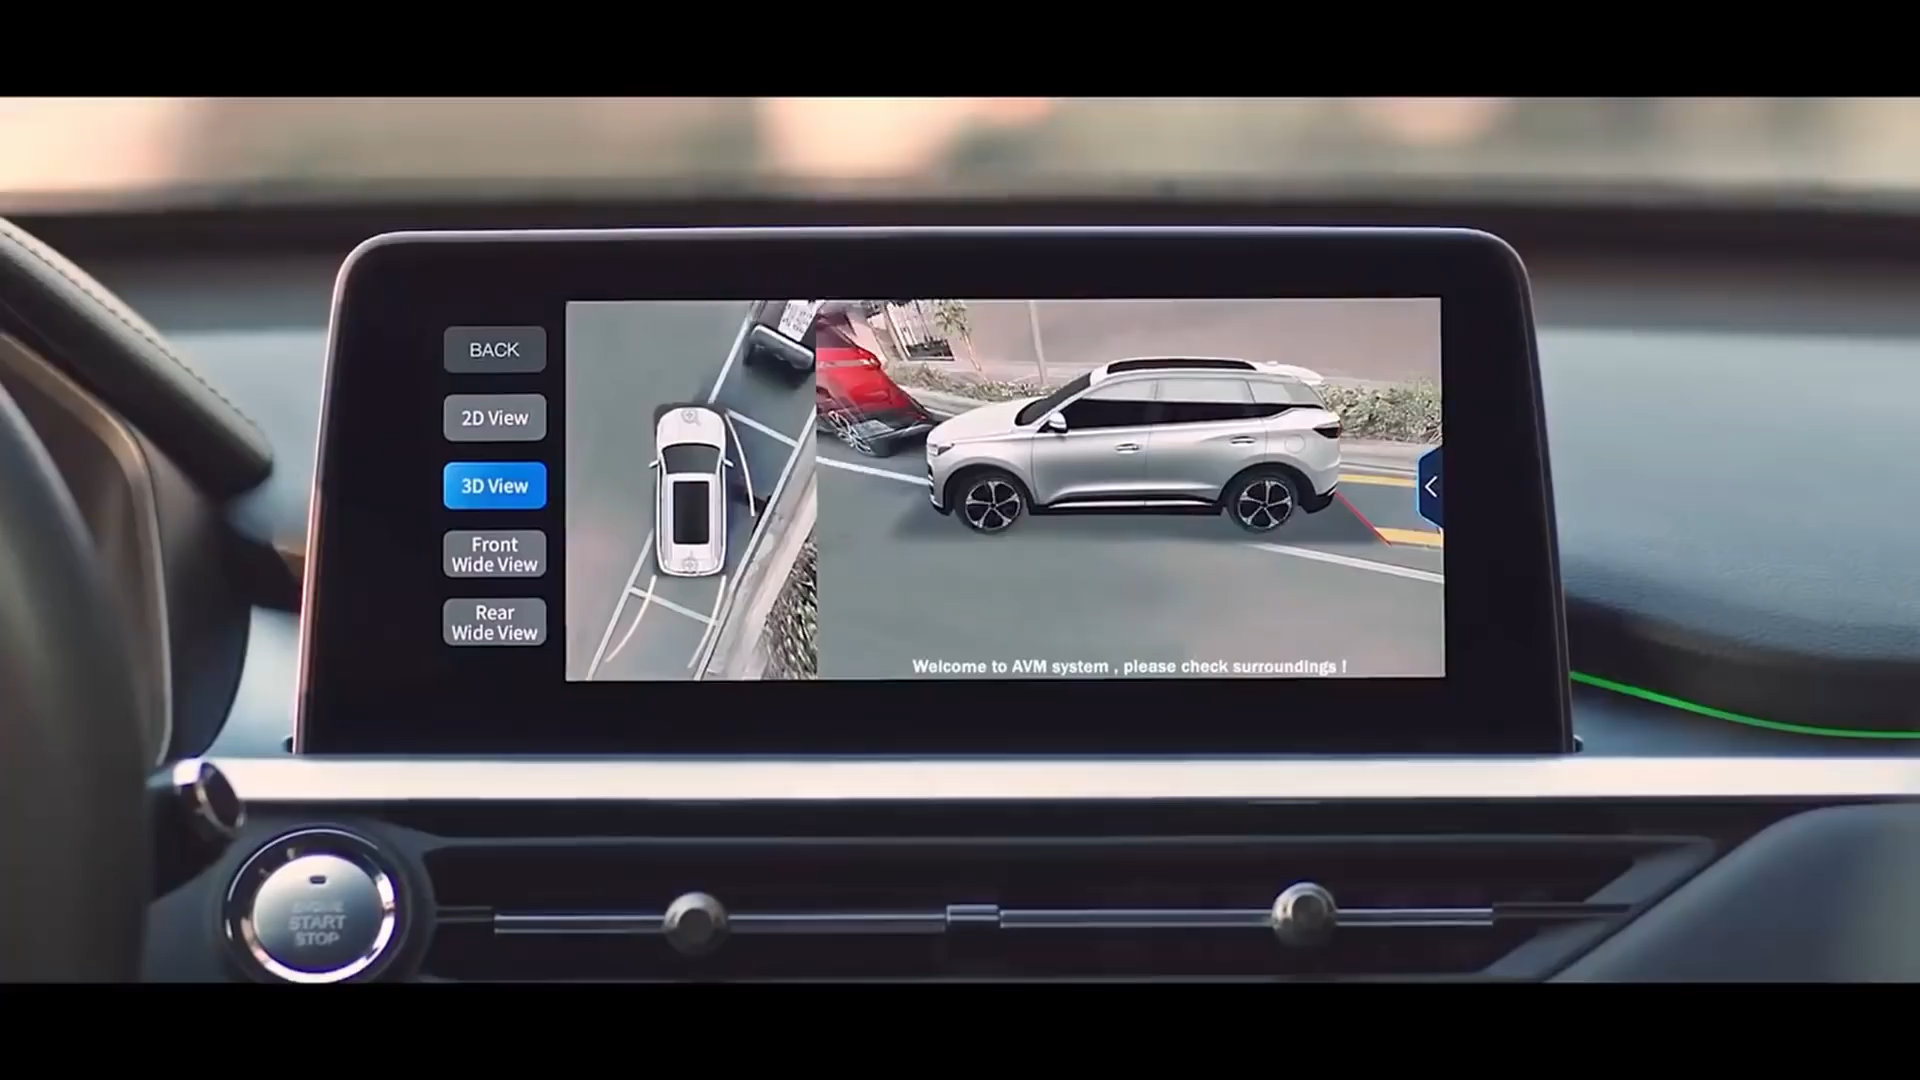 BACK
2D View
3D View
Front
Wide View
Rear
Wide View
Welcome to AVM system , please check surroundings !
ENGINE
START
STOP